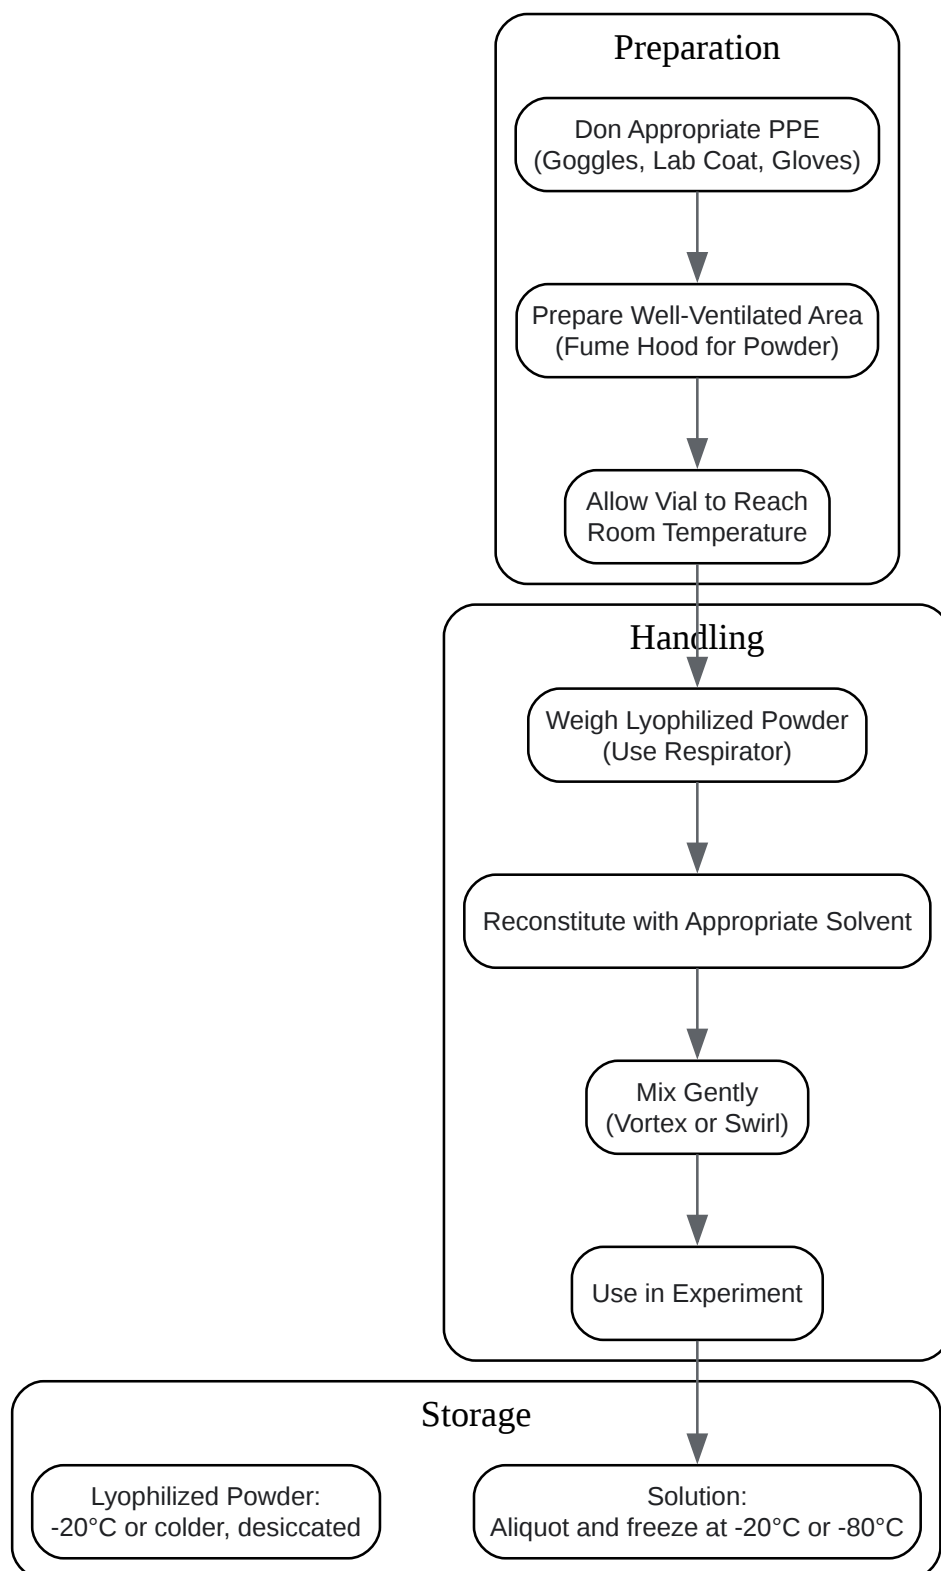 Preparation
Don Appropriate PPE
(Goggles, Lab Coat, Gloves)
Prepare Well-Ventilated Area
(Fume Hood for Powder)
Allow Vial to Reach
Room Temperature
Handling
Weigh Lyophilized Powder
(Use Respirator)
Reconstitute with Appropriate Solvent
Mix Gently
(Vortex or Swirl)
Use in Experiment
Storage
Lyophilized Powder:
-20°C or colder, desiccated
Solution:
Aliquot and freeze at -20°C or -80°C